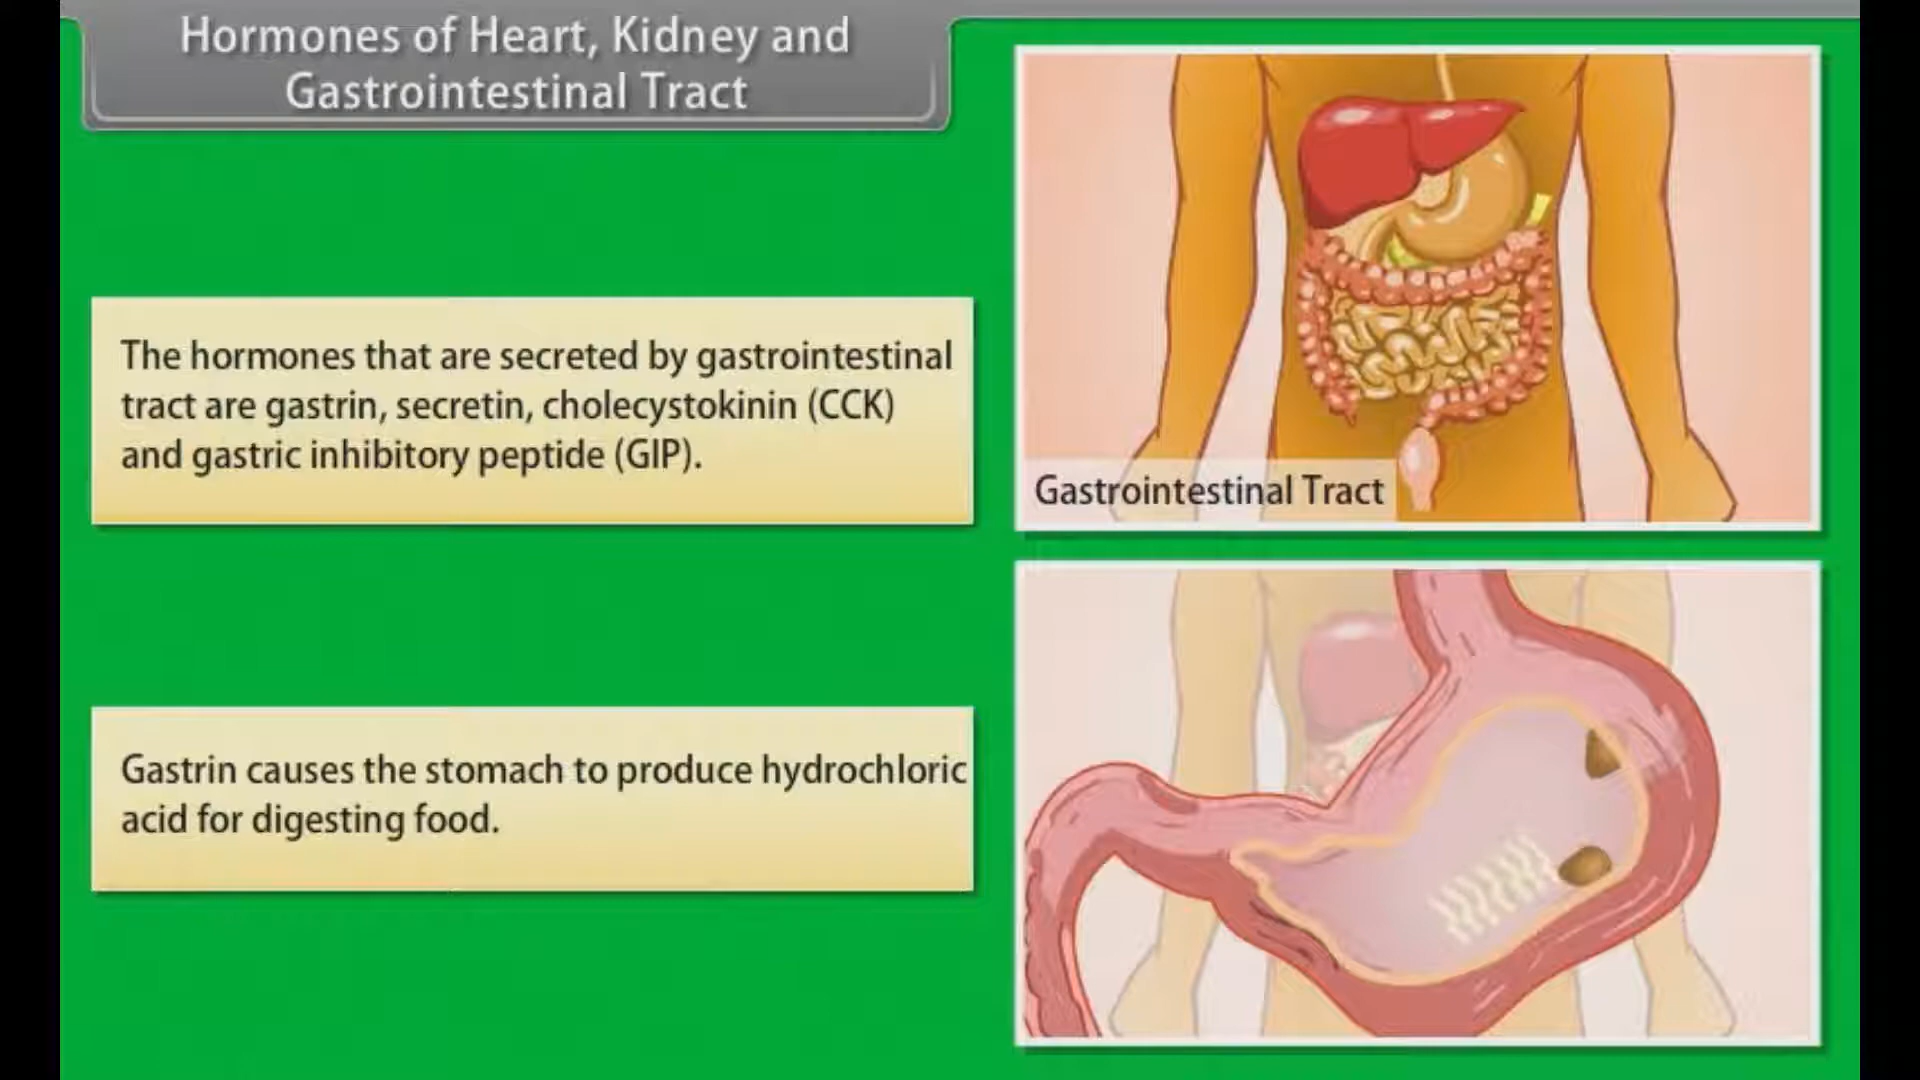 Hormones of Heart, Kidney and
Gastrointestinal Tract
The hormones that are secreted by gastrointestinal
tract are gastrin, secretin, cholecystokinin (CCK)
and gastric inhibitory peptide (GIP).
Gastrointestinal Tract
Gastrin causes the stomach to produce hydrochloric
acid for digesting food.